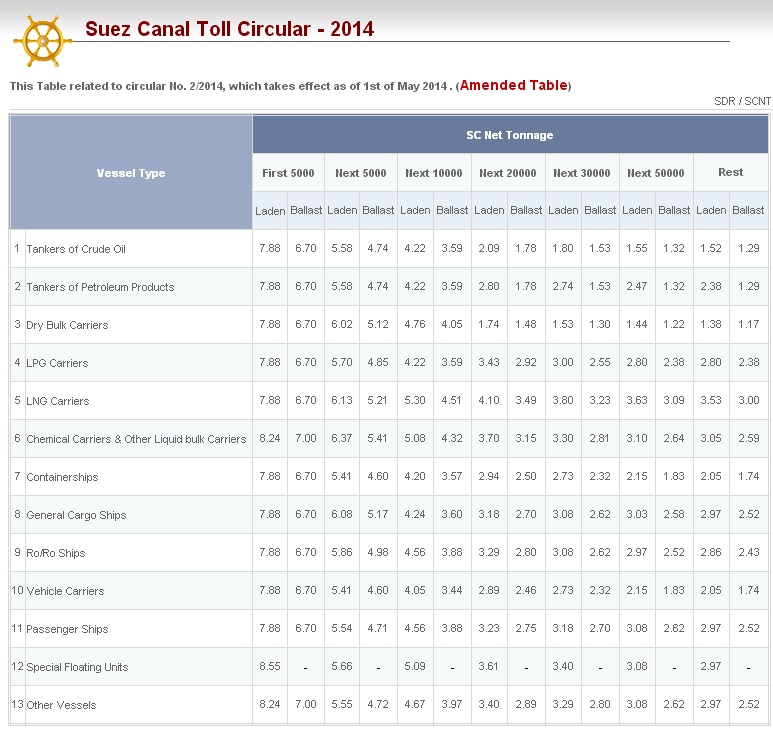 Suez Canal Toll Circular - 2014
This Table related to circular No. 2/2014, which takes effect as of 1st of May 2014 . (Amended Table)
SDR / SCNT
Vessel Type SC Net Tonnage
First 5000 Next 5000 Next 10000 Next 20000 Next 30000 Next 50000 Rest
Laden Ballast Laden Ballast Laden Ballast Laden Ballast Laden Ballast Laden Ballast Laden Ballast
1 Tankers of Crude Oil 7.88 6.70 5.58 4.74 4.22 3.59 2.09 1.78 1.80 1.53 1.55 1.32 1.52 1.29
2 Tankers of Petroleum Products 7.88 6.70 5.58 4.74 4.22 3.59 2.80 1.78 2.74 1.53 2.47 1.32 2.38 1.29
3 Dry Bulk Carriers 7.88 6.70 6.02 5.12 4.76 4.05 1.74 1.48 1.53 1.30 1.44 1.22 1.38 1.17
4 LPG Carriers 7.88 6.70 5.70 4.85 4.22 3.59 3.43 2.92 3.00 2.55 2.80 2.38 2.80 2.38
5 LNG Carriers 7.88 6.70 6.13 5.21 5.30 4.51 4.10 3.49 3.80 3.23 3.63 3.09 3.53 3.00
6 Chemical Carriers & Other Liquid bulk Carriers 8.24 7.00 6.37 5.41 5.08 4.32 3.70 3.15 3.30 2.81 3.10 2.64 3.05 2.59
7 Containerships 7.88 6.70 5.41 4.60 4.20 3.57 2.94 2.50 2.73 2.32 2.15 1.83 2.05 1.74
8 General Cargo Ships 7.88 6.70 6.08 5.17 4.24 3.60 3.18 2.70 3.08 2.62 3.03 2.58 2.97 2.52
9 Ro/Ro Ships 7.88 6.70 5.86 4.98 4.56 3.88 3.29 2.80 3.08 2.62 2.97 2.52 2.86 2.43
10 Vehicle Carriers 7.88 6.70 5.41 4.60 4.05 3.44 2.89 2.46 2.73 2.32 2.15 1.83 2.05 1.74
11 Passenger Ships 7.88 6.70 5.54 4.71 4.56 3.88 3.23 2.75 3.18 2.70 3.08 2.62 2.97 2.52
12 Special Floating Units 8.55 - 5.66 - 5.09 - 3.61 - 3.40 - 3.08 - 2.97 -
13 Other Vessels 8.24 7.00 5.55 4.72 4.67 3.97 3.40 2.89 3.29 2.80 3.08 2.62 2.97 2.52